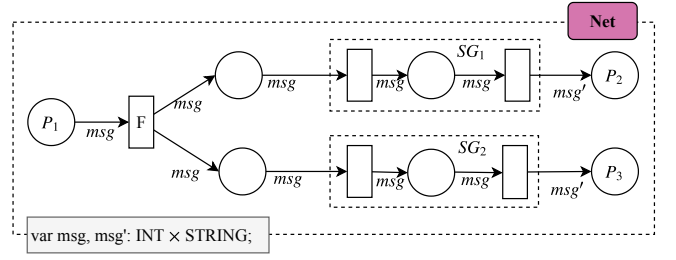 Net
SG₁
msg
msg
msg
msg
msg'
P₂
P₁
msg
F
SG₂
msg
msg
msg
msg
msg'
P₃
var msg, msg': INT × STRING;